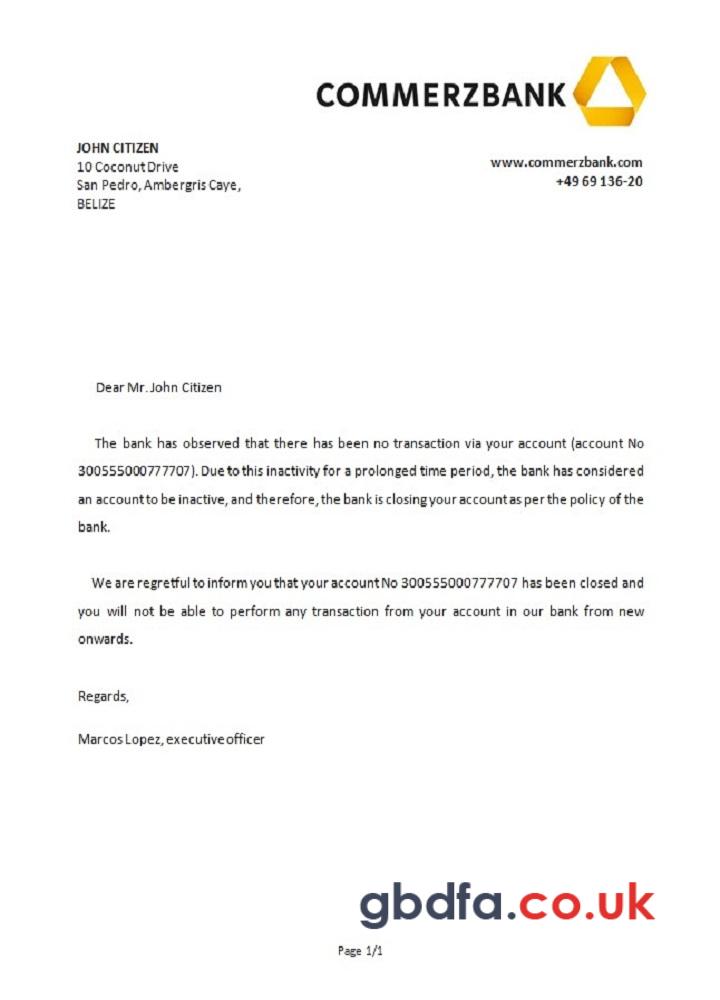 COMMERZBANK
JOHN CITIZEN
10 Coconut Drive
San Pedro, Ambergris Caye,
BELIZE
www.commerzbank.com
+49 69 136-20
Dear Mr. John Citizen
The bank has observed that there has been no transaction via your account (account No
300555000777707). Due to this inactivity for a prolonged time period, the bank has considered
an account to be inactive, and therefore, the bank is closing your account as per the policy of the
bank.
We are regretful to inform you that your account No 300555000777707 has been closed and
you will not be able to perform any transaction from your account in our bank from new
onwards.
Regards,
Marcos Lopez, executive officer
gbdfa.co.uk
Page 1/1